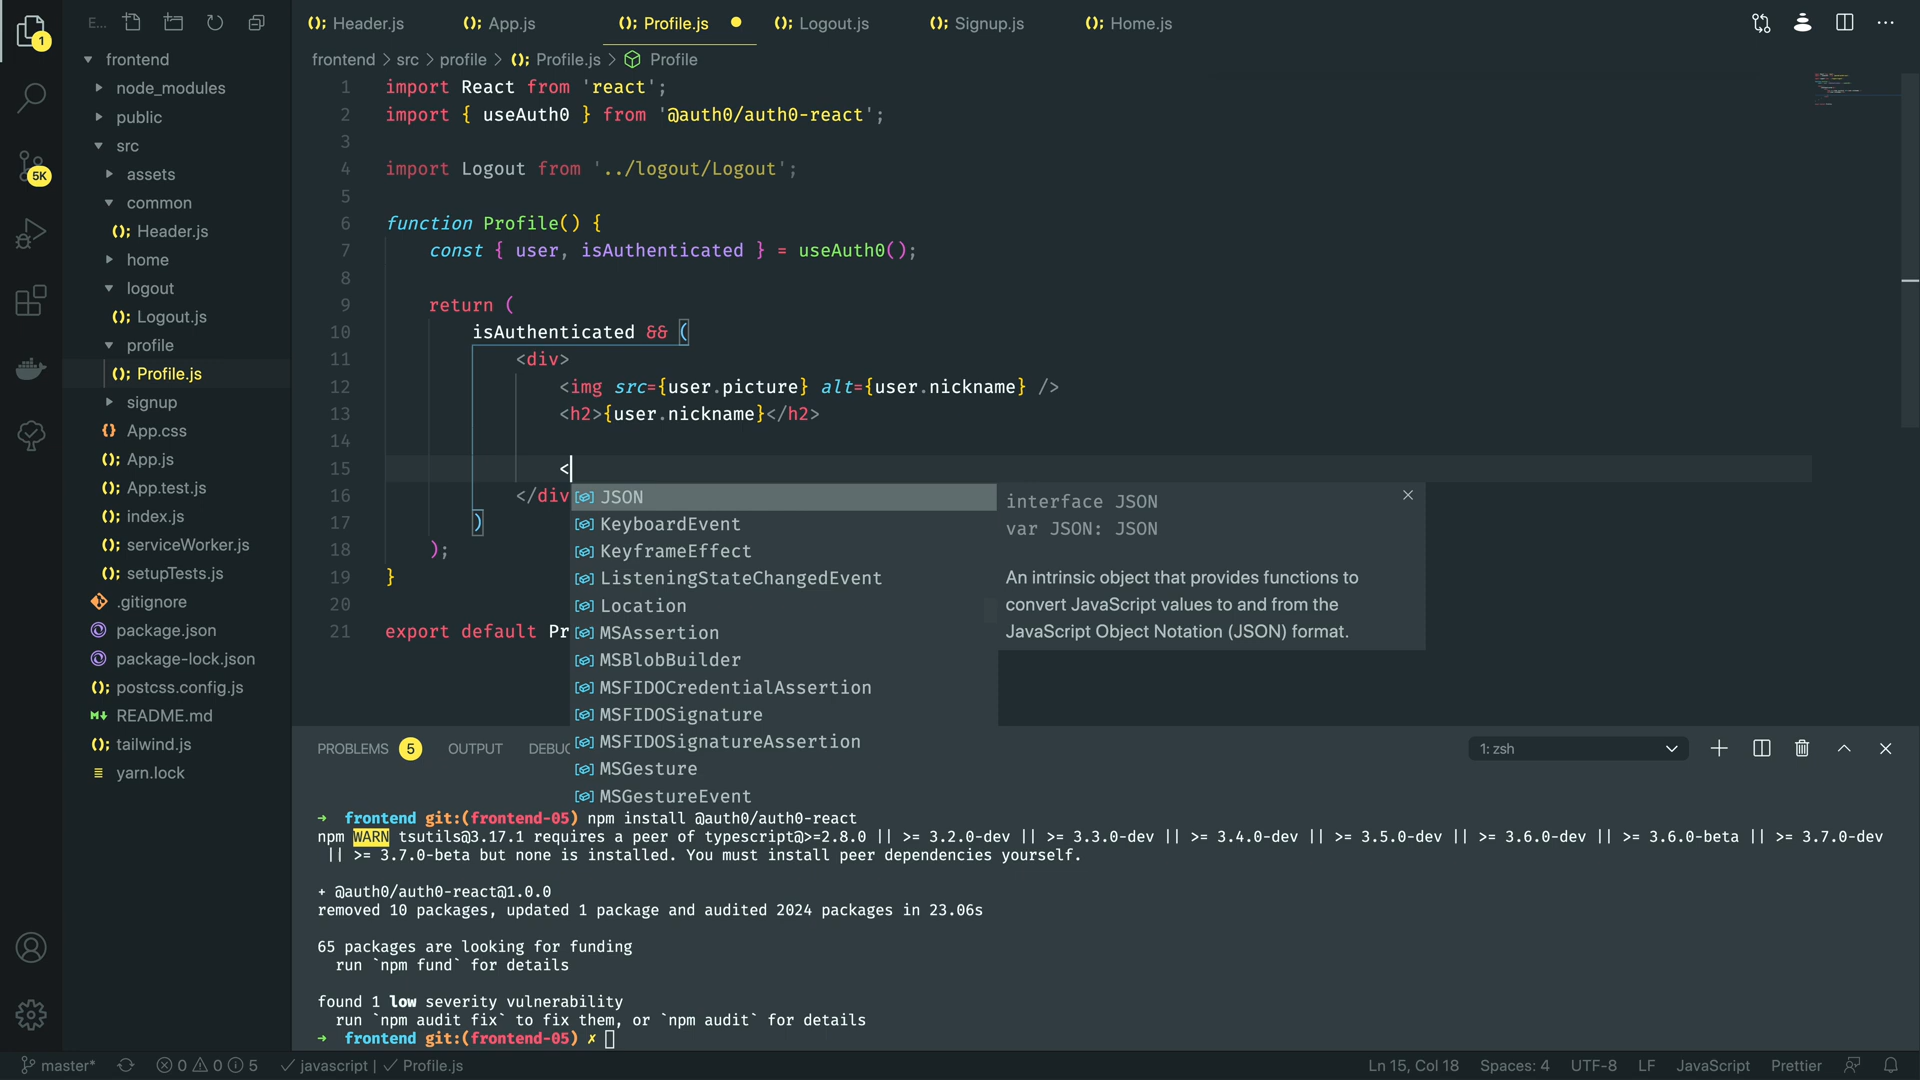 E...
Header.js
App.js
Profile.js
Logout.js
Signup.js
Home.js
1
5K
frontend
node_modules
public
src
assets
common
Header.js
home
logout
Logout.js
profile
Profile.js
signup
App.css
App.js
App.test.js
index.js
serviceWorker.js
setupTests.js
.gitignore
package.json
package-lock.json
postcss.config.js
README.md
tailwind.js
yarn.lock
frontend > src > profile > Profile.js > Profile
1 import React from 'react';
2 import { useAuth0 } from '@auth0/auth0-react';
3
4 import Logout from '../logout/Logout';
5
6 function Profile() {
7 const { user, isAuthenticated } = useAuth0();
8
9 return (
10 isAuthenticated && (
11 <div>
12 <img src={user.picture} alt={user.nickname} />
13 <h2>{user.nickname}</h2>
14
15 <
16 </div
17 )
18 );
19 }
20
21 export default Pr
JSON
KeyboardEvent
KeyframeEffect
ListeningStateChangedEvent
Location
MSAssertion
MSBlobBuilder
MSFIDOCredentialAssertion
MSFIDOSignature
MSFIDOSignatureAssertion
MSGesture
MSGestureEvent
interface JSON
var JSON: JSON
An intrinsic object that provides functions to
convert JavaScript values to and from the
JavaScript Object Notation (JSON) format.
PROBLEMS 5 OUTPUT DEBUG 1: zsh
→ frontend git:(frontend-05) npm install @auth0/auth0-react
npm WARN tsutils@3.17.1 requires a peer of typescript@>=2.8.0 || >= 3.2.0-dev || >= 3.3.0-dev || >= 3.4.0-dev || >= 3.5.0-dev || >= 3.6.0-dev || >= 3.6.0-beta || >= 3.7.0-dev
|| >= 3.7.0-beta but none is installed. You must install peer dependencies yourself.
+ @auth0/auth0-react@1.0.0
removed 10 packages, updated 1 package and audited 2024 packages in 23.06s
65 packages are looking for funding
run `npm fund` for details
found 1 low severity vulnerability
run `npm audit fix` to fix them, or `npm audit` for details
→ frontend git:(frontend-05) ✗
master* 0 0 5 ✓ javascript | ✓ Profile.js Ln 15, Col 18 Spaces: 4 UTF-8 LF JavaScript Prettier